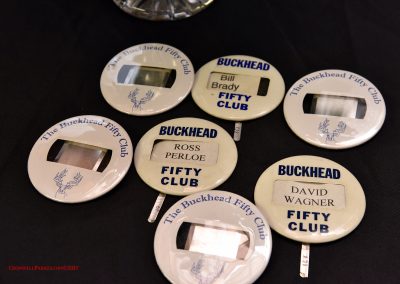 The Buckhead Fifty Club
BUCKHEAD
Bill
Brady
FIFTY
CLUB
The Buckhead Fifty Club
The Buckhead Fifty Club
BUCKHEAD
ROSS
PERLOE
FIFTY
CLUB
BUCKHEAD
DAVID
WAGNER
FIFTY
CLUB
The Buckhead Fifty Club